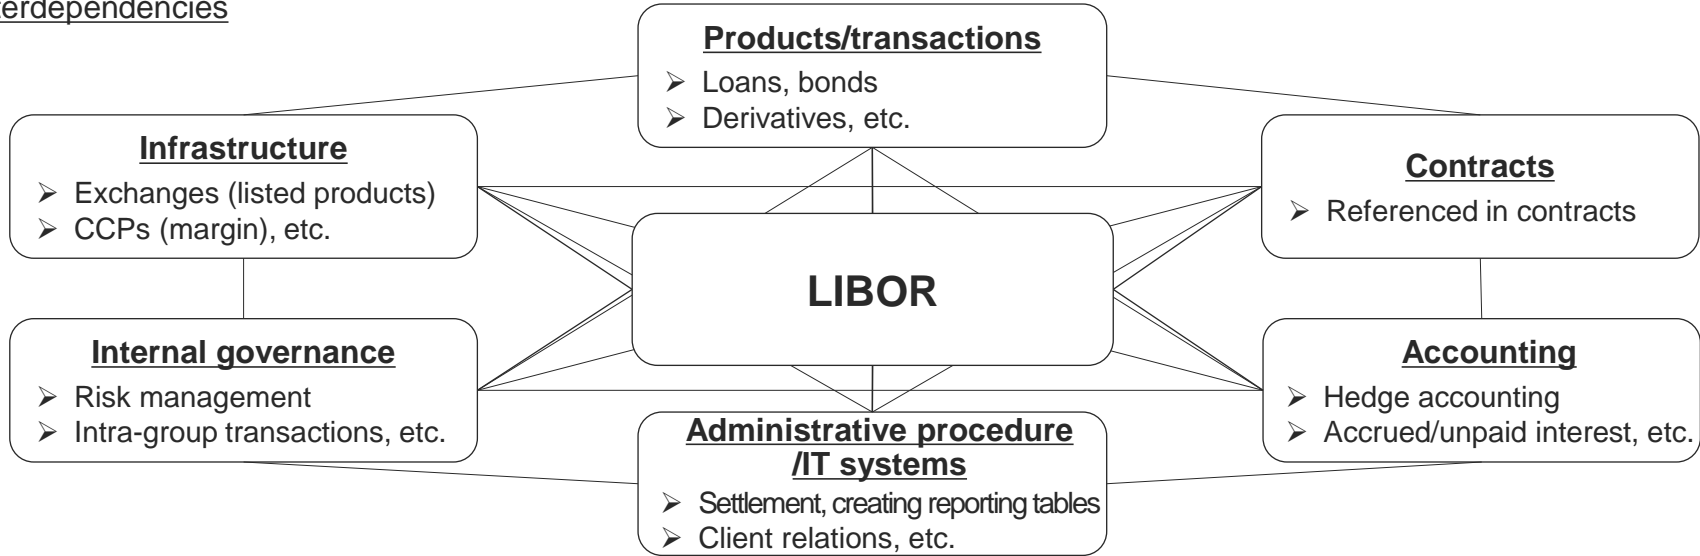 terdependencies
Products/transactions
➢ Loans, bonds
➢ Derivatives, etc.
Infrastructure
➢ Exchanges (listed products)
➢ CCPs (margin), etc.
Contracts
➢ Referenced in contracts
LIBOR
Internal governance
➢ Risk management
➢ Intra-group transactions, etc.
Accounting
➢ Hedge accounting
➢ Accrued/unpaid interest, etc.
Administrative procedure
/IT systems
➢ Settlement, creating reporting tables
➢ Client relations, etc.